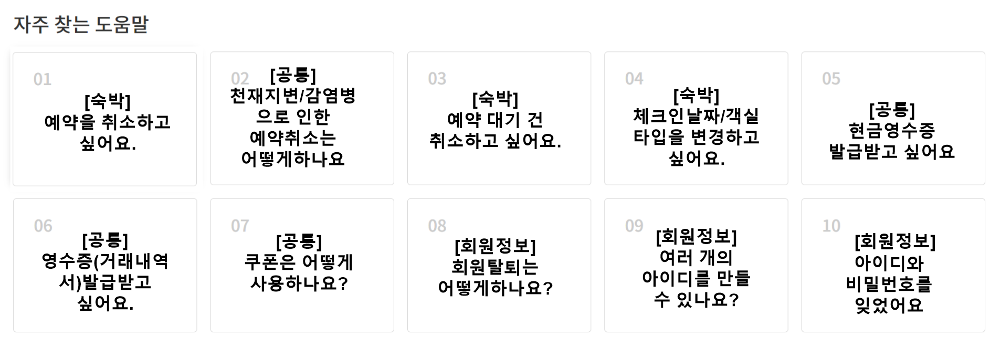 자주 찾는 도움말
01
[숙박]
예약을 취소하고
싶어요.
02
[공통]
천재지변/감염병
으로 인한
예약취소는
어떻게하나요
03
[숙박]
예약 대기 건
취소하고 싶어요.
04
[숙박]
체크인날짜/객실
타입을 변경하고
싶어요.
05
[공통]
현금영수증
발급받고 싶어요
06
[공통]
영수증(거래내역
서)발급받고
싶어요.
07
[공통]
쿠폰은 어떻게
사용하나요?
08
[회원정보]
회원탈퇴는
어떻게하나요?
09
[회원정보]
여러 개의
아이디를 만들
수 있나요?
10
[회원정보]
아이디와
비밀번호를
잊었어요